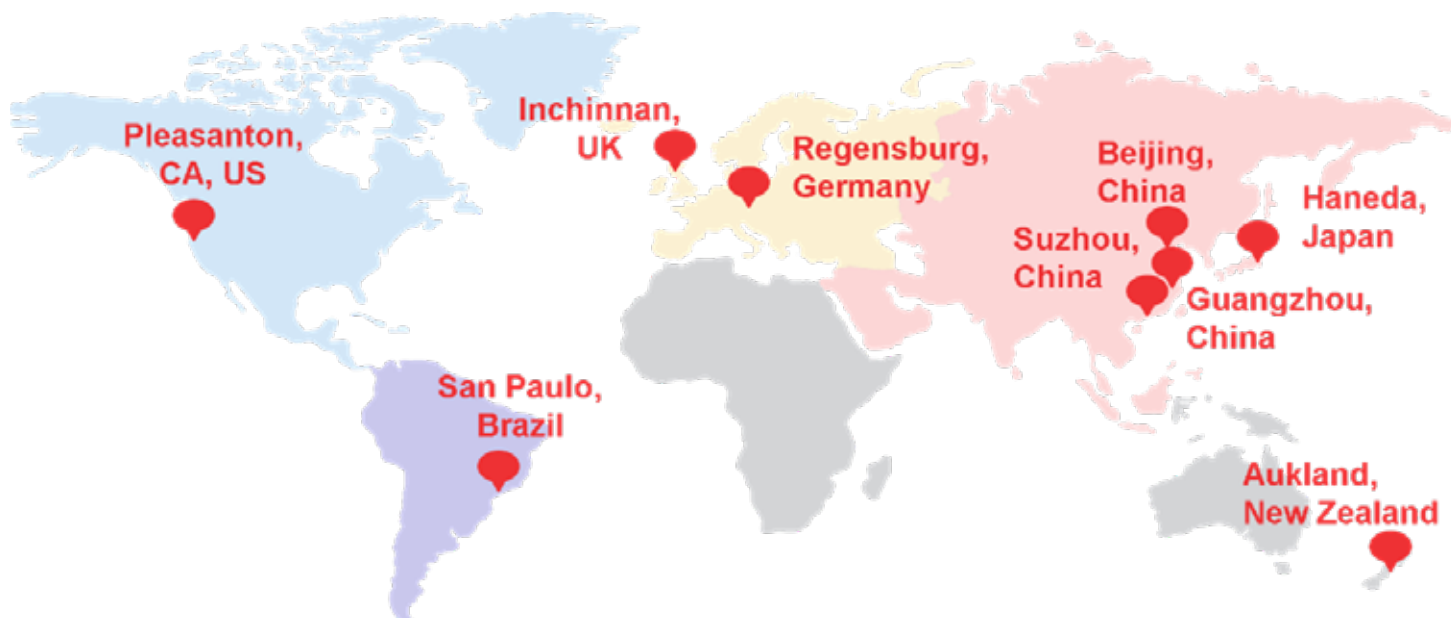 Pleasanton,
CA, US
Inchinnan,
UK
Regensburg,
Germany
Beijing,
China
Haneda,
Japan
Suzhou,
China
Guangzhou,
China
San Paulo,
Brazil
Aukland,
New Zealand